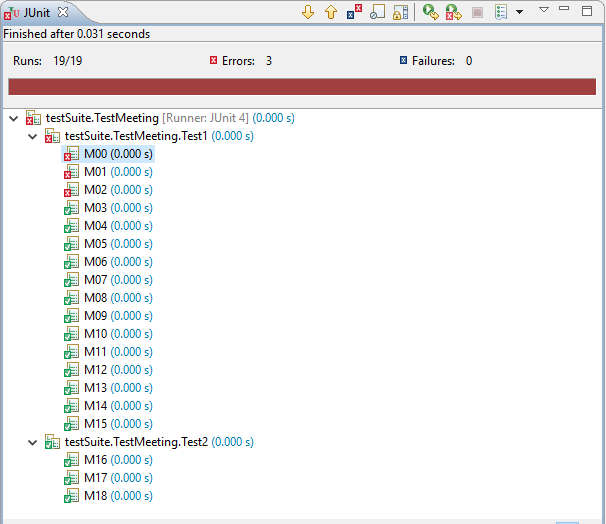 JUnit
Finished after 0.031 seconds
Runs: 19/19 Errors: 3 Failures: 0
testSuite.TestMeeting [Runner: JUnit 4] (0.000 s)
testSuite.TestMeeting.Test1 (0.000 s)
M00 (0.000 s)
M01 (0.000 s)
M02 (0.000 s)
M03 (0.000 s)
M04 (0.000 s)
M05 (0.000 s)
M06 (0.000 s)
M07 (0.000 s)
M08 (0.000 s)
M09 (0.000 s)
M10 (0.000 s)
M11 (0.000 s)
M12 (0.000 s)
M13 (0.000 s)
M14 (0.000 s)
M15 (0.000 s)
testSuite.TestMeeting.Test2 (0.000 s)
M16 (0.000 s)
M17 (0.000 s)
M18 (0.000 s)